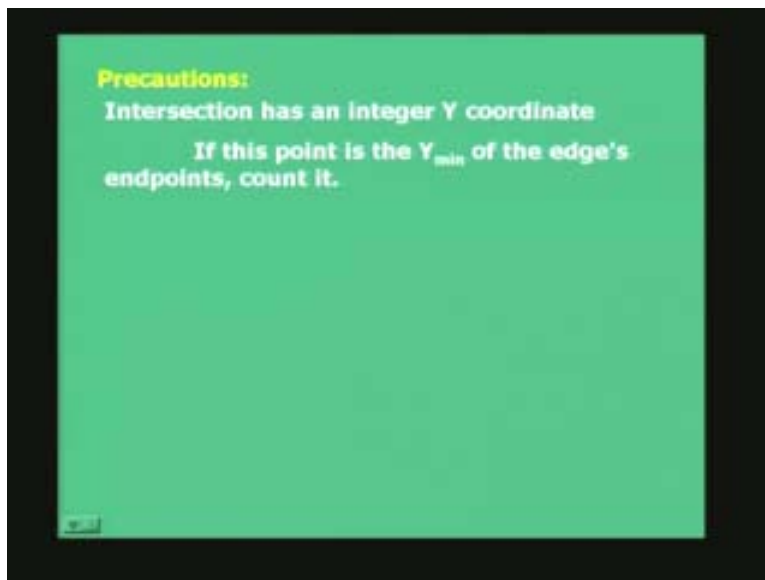 Precautions:
Intersection has an integer Y coordinate
If this point is the Ymin of the edge's
endpoints, count it.